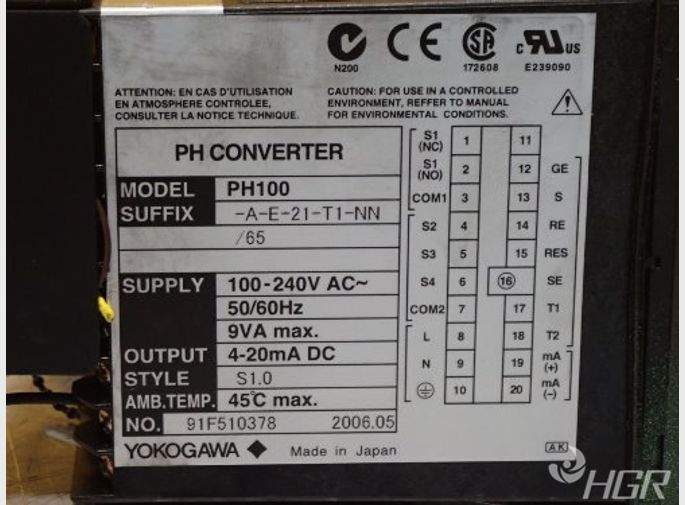 N200
CE
SA
172608
c RU US
E239090
ATTENTION: EN CAS D'UTILISATION
EN ATMOSPHERE CONTROLEE,
CONSULTER LA NOTICE TECHNIQUE.
CAUTION: FOR USE IN A CONTROLLED
ENVIRONMENT, REFFER TO MANUAL
FOR ENVIRONMENTAL CONDITIONS.
PH CONVERTER
MODEL PH100
SUFFIX -A-E-21-T1-NN
/65
SUPPLY 100-240V AC~
50/60Hz
9VA max.
OUTPUT 4-20mA DC
STYLE S1.0
AMB.TEMP. 45℃ max.
NO. 91F510378 2006.05
YOKOGAWA Made in Japan
S1 (NC) 1 11
S1 (NO) 2 12 GE
COM1 3 13 S
S2 4 14 RE
S3 5 15 RES
S4 6 16 SE
COM2 7 17 T1
L 8 18 T2
N 9 19 mA (+)
10 20 mA (−)
AK
HGR